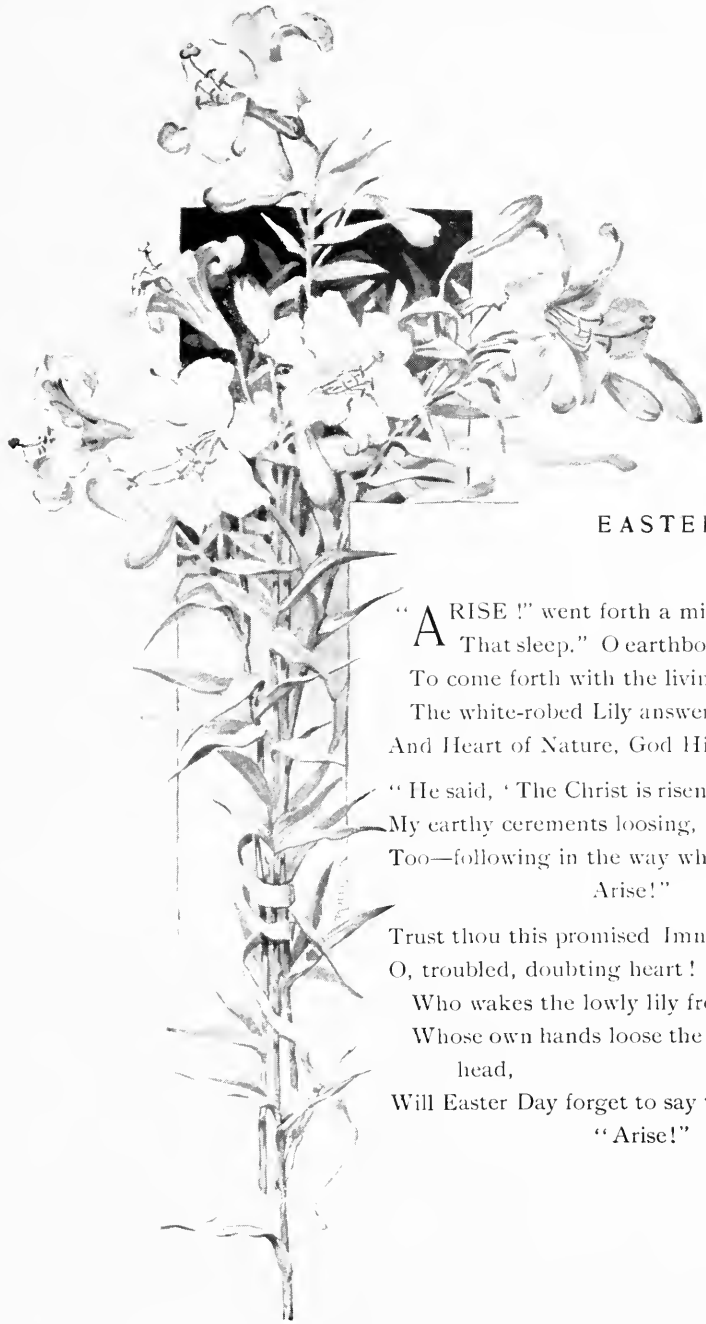 EASTER
"ARISE!" went forth a mi
That sleep." O earthbo
To come forth with the livin
The white-robed Lily answe
And Heart of Nature, God Hi
"He said, 'The Christ is risen
My earthy cerements loosing,
Too—following in the way wh
Arise!"
Trust thou this promised Imm
O, troubled, doubting heart!
Who wakes the lowly lily fr
Whose own hands loose the
head,
Will Easter Day forget to say
"Arise!"